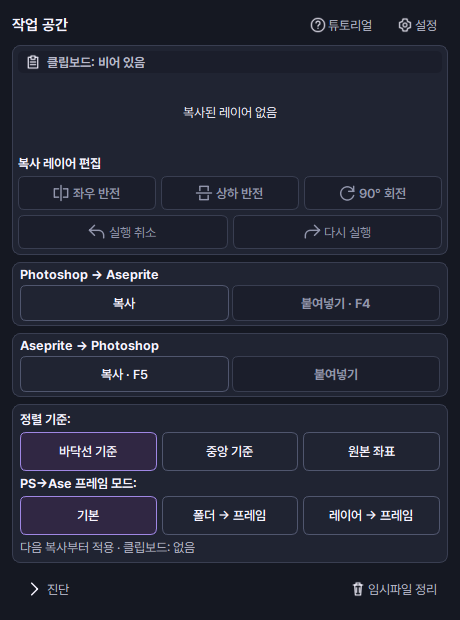 작업 공간 튜토리얼 설정
클립보드: 비어 있음
복사된 레이어 없음
복사 레이어 편집
좌우 반전 상하 반전 90° 회전
실행 취소 다시 실행
Photoshop → Aseprite
복사 붙여넣기 · F4
Aseprite → Photoshop
복사 · F5 붙여넣기
정렬 기준:
바닥선 기준 중앙 기준 원본 좌표
PS→Ase 프레임 모드:
기본 폴더 → 프레임 레이어 → 프레임
다음 복사부터 적용 · 클립보드: 없음
진단 임시파일 정리